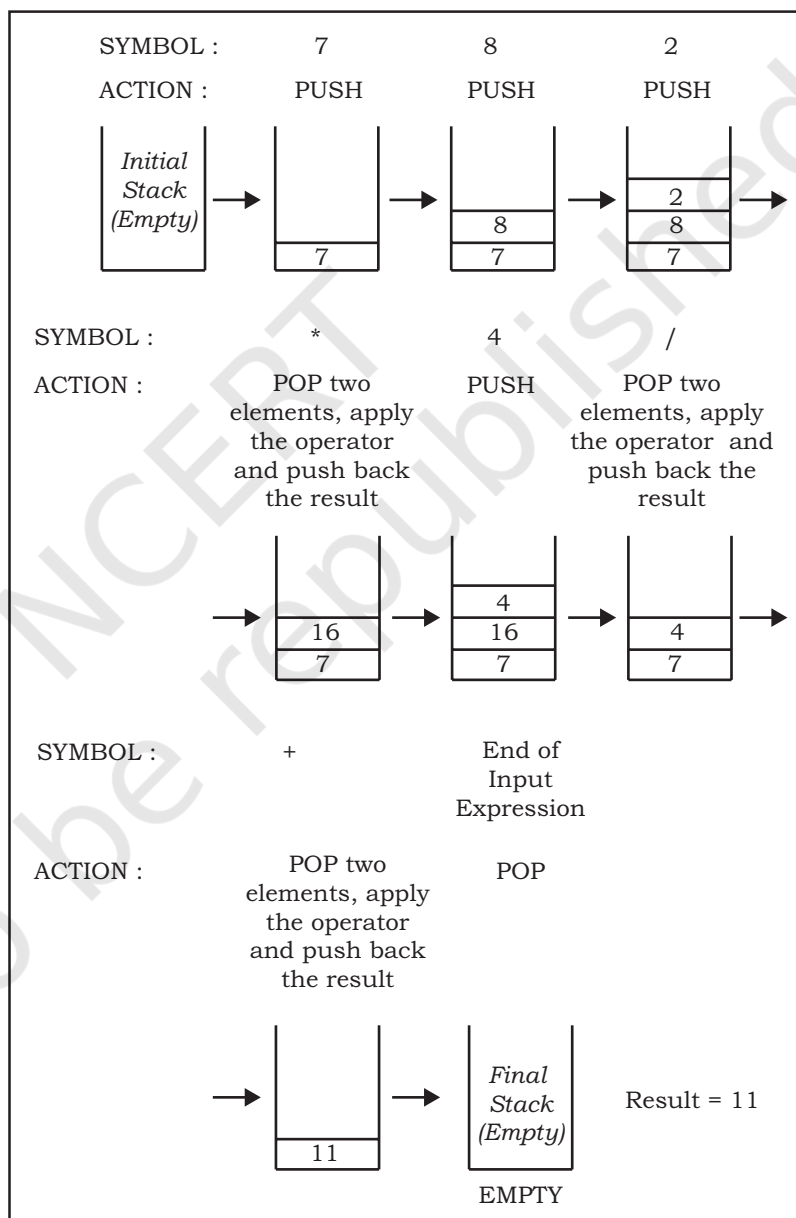 SYMBOL : 7 8 2
ACTION : PUSH PUSH PUSH
Initial
Stack
(Empty)
7
8
7
2
8
7
SYMBOL : * 4 /
ACTION :
POP two
elements, apply
the operator
and push back
the result
PUSH
POP two
elements, apply
the operator and
push back the
result
16
7
4
16
7
4
7
SYMBOL : +
End of
Input
Expression
ACTION :
POP two
elements, apply
the operator
and push back
the result
POP
11
Final
Stack
(Empty)
EMPTY
Result = 11
NCERT
o be republished